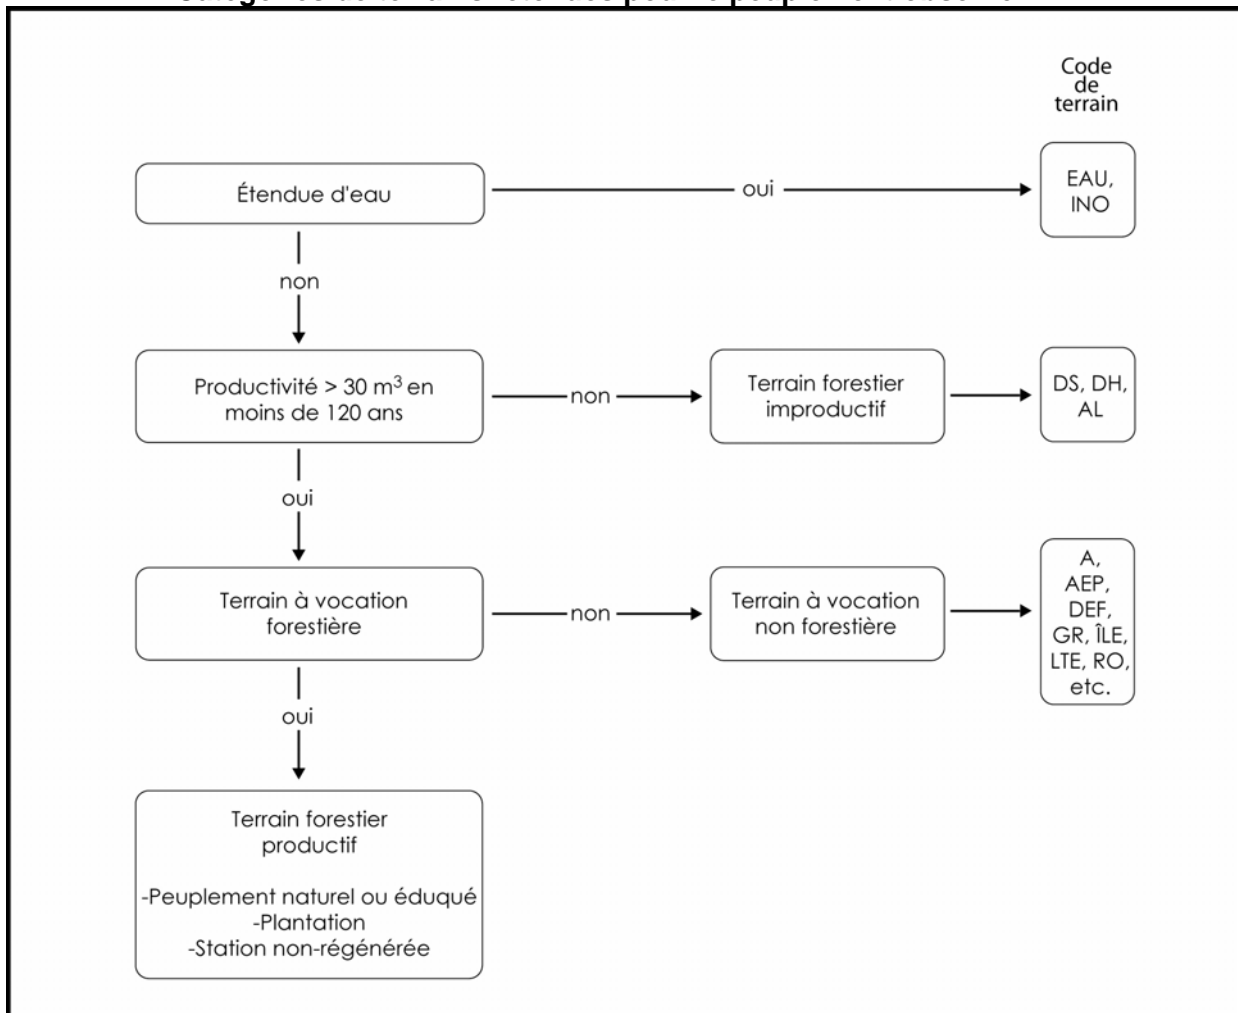 Code
de
terrain
Étendue d'eau
oui
EAU,
INO
non
Productivité > 30 m³ en
moins de 120 ans
non
Terrain forestier
improductif
DS, DH,
AL
oui
Terrain à vocation
forestière
non
Terrain à vocation
non forestière
A,
AEP,
DEF,
GR, ÎLE,
LTE, RO,
etc.
oui
Terrain forestier
productif
-Peuplement naturel ou éduqué
-Plantation
-Station non-régénérée